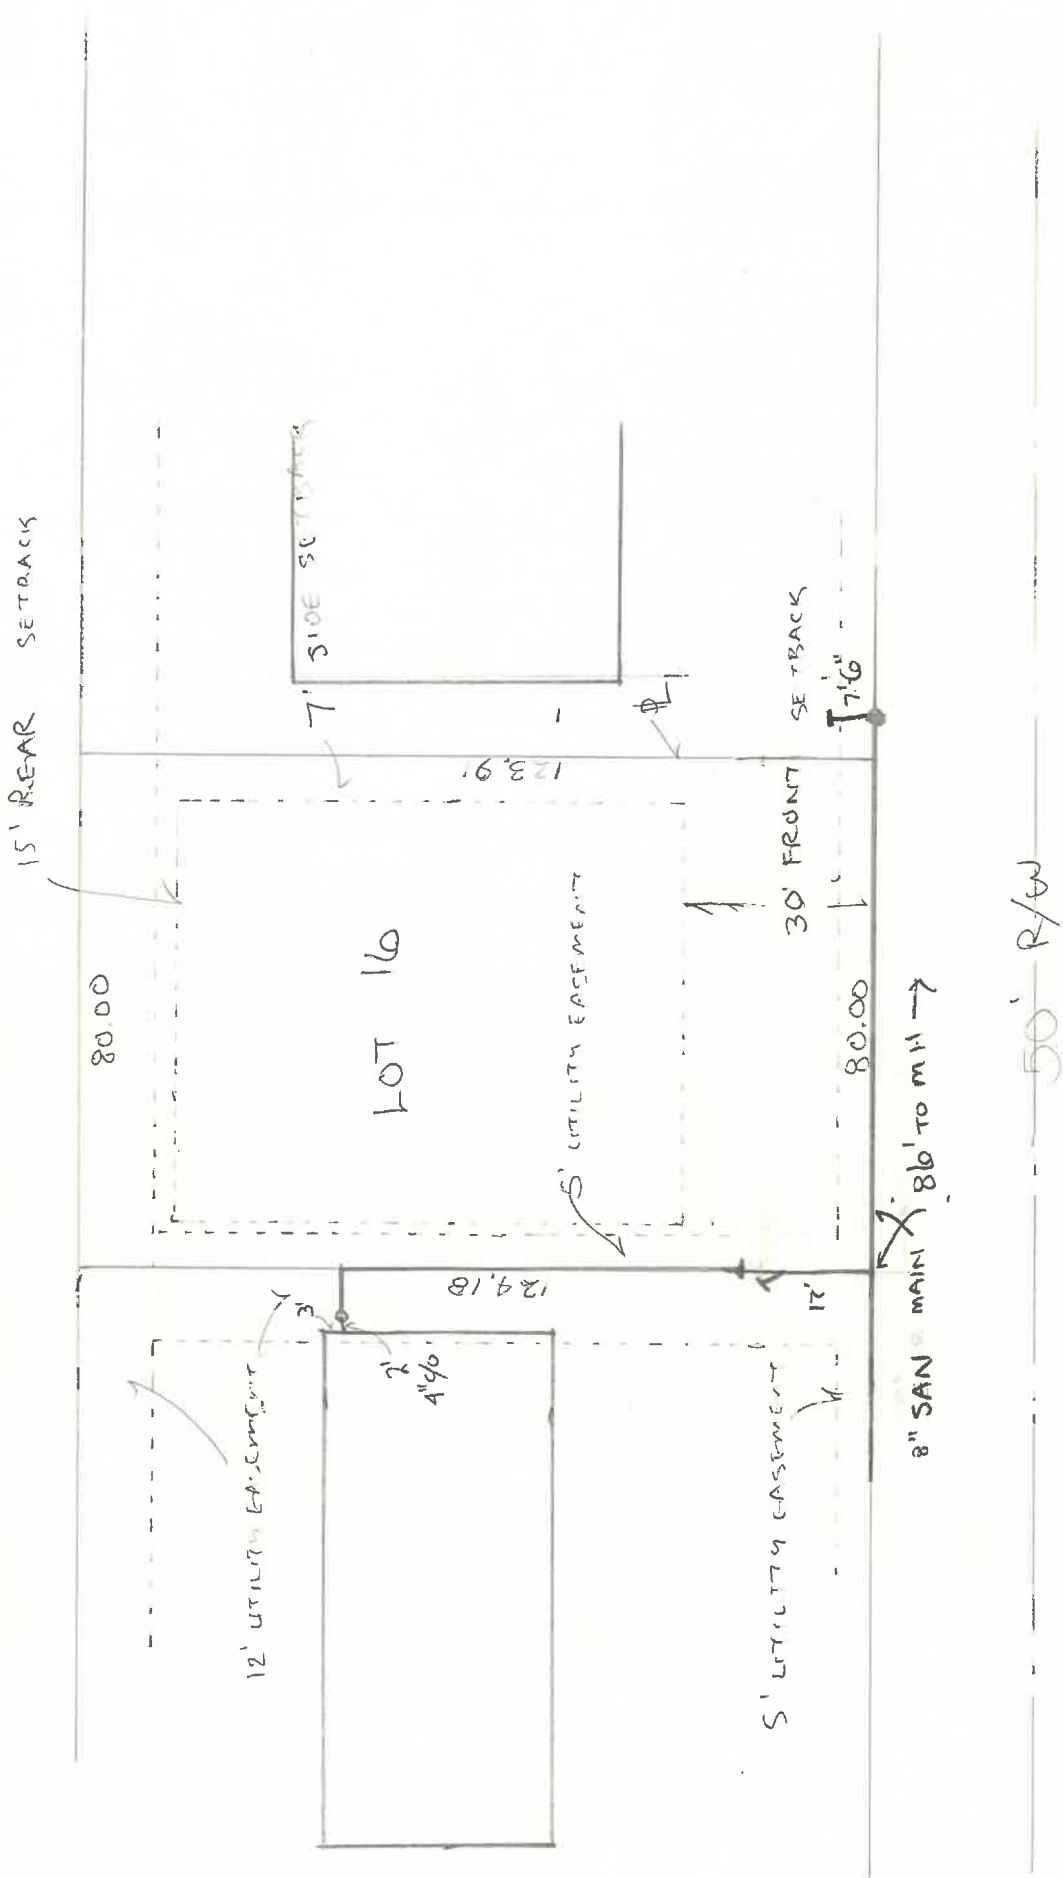 15' REAR SETBACK
80.00
7' SIDE SETBACK
123.91
LOT 16
5' UTILITY EASEMENT
30' FRONT SETBACK
7'-6"
80.00
124.18
12'
3'
2'
4" C/O
12' UTILITY EASEMENT
5' UTILITY EASEMENT
8" SAN MAIN 86' TO MH →
50' R/W